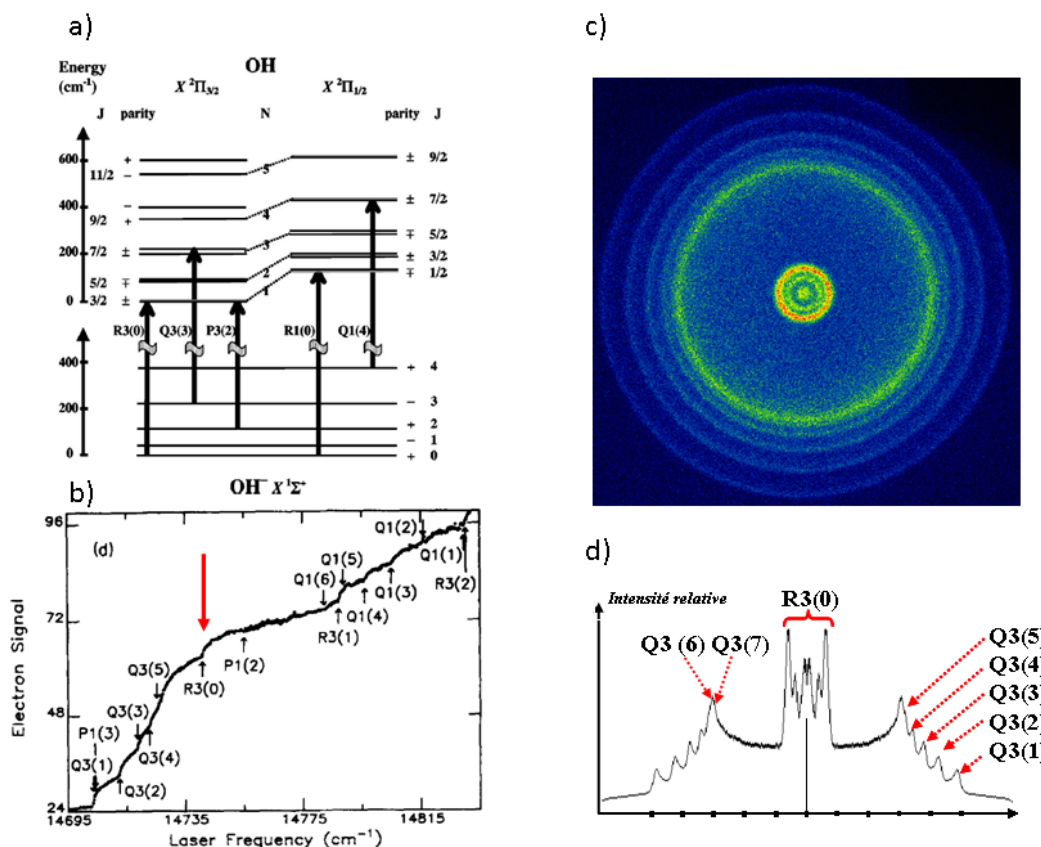 a)
OH
Energy
(cm-1)
X 2Π3/2
X 2Π1/2
J parity N parity J
600
400
200
0
+
11/2 −
−
9/2 +
7/2 ±
5/2 ∓
3/2 ±
5
4
3
2
1
± 9/2
± 7/2
∓ 5/2
± 3/2
∓ 1/2
R3(0) Q3(3) P3(2) R1(0) Q1(4)
400
200
0
+ 4
− 3
+ 2
− 1
+ 0
OH− X 1Σ+
b)
(d)
Electron Signal
96
72
48
24
14695 14735 14775 14815
Laser Frequency (cm-1)
P1(3)
Q3(1)
Q3(2)
Q3(3)
Q3(4)
Q3(5)
R3(0)
P1(2)
Q1(6)
Q1(5)
R3(1)
Q1(4)
Q1(3)
Q1(2)
Q1(1)
R3(2)
c)
d)
Intensité relative
R3(0)
Q3 (6) Q3(7)
Q3(5)
Q3(4)
Q3(3)
Q3(2)
Q3(1)